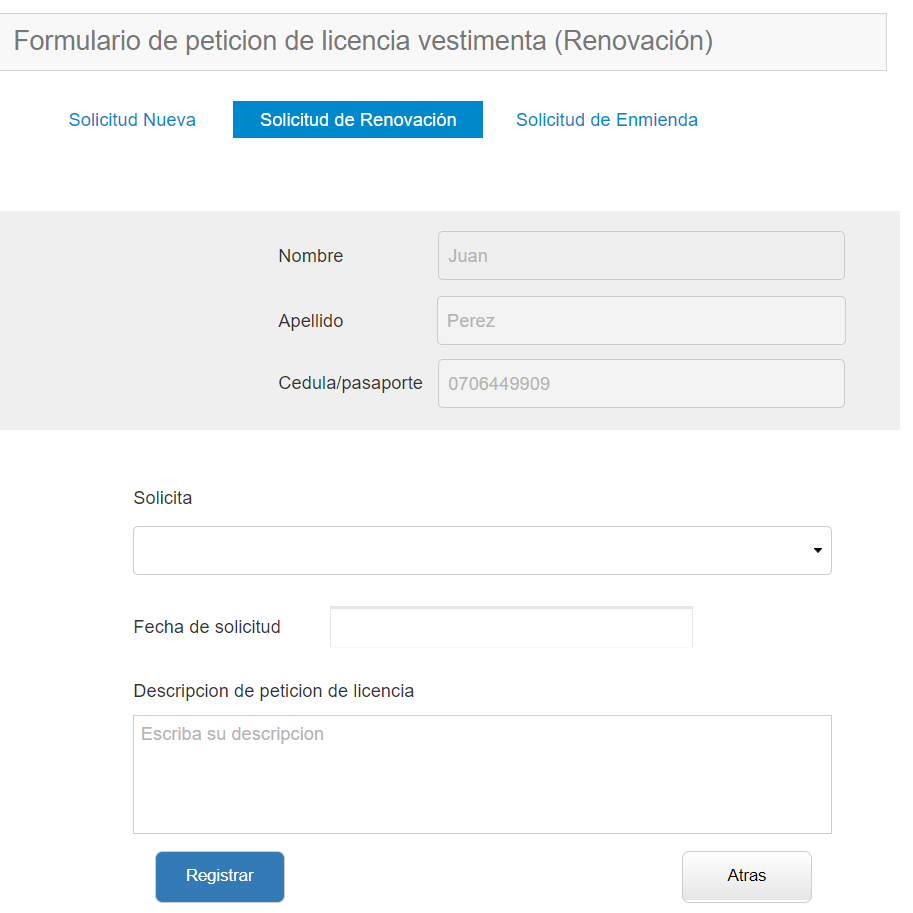 Formulario de peticion de licencia vestimenta (Renovación)
Solicitud Nueva Solicitud de Renovación Solicitud de Enmienda
Nombre Juan
Apellido Perez
Cedula/pasaporte 0706449909
Solicita
Fecha de solicitud
Descripcion de peticion de licencia
Escriba su descripcion
Registrar Atras